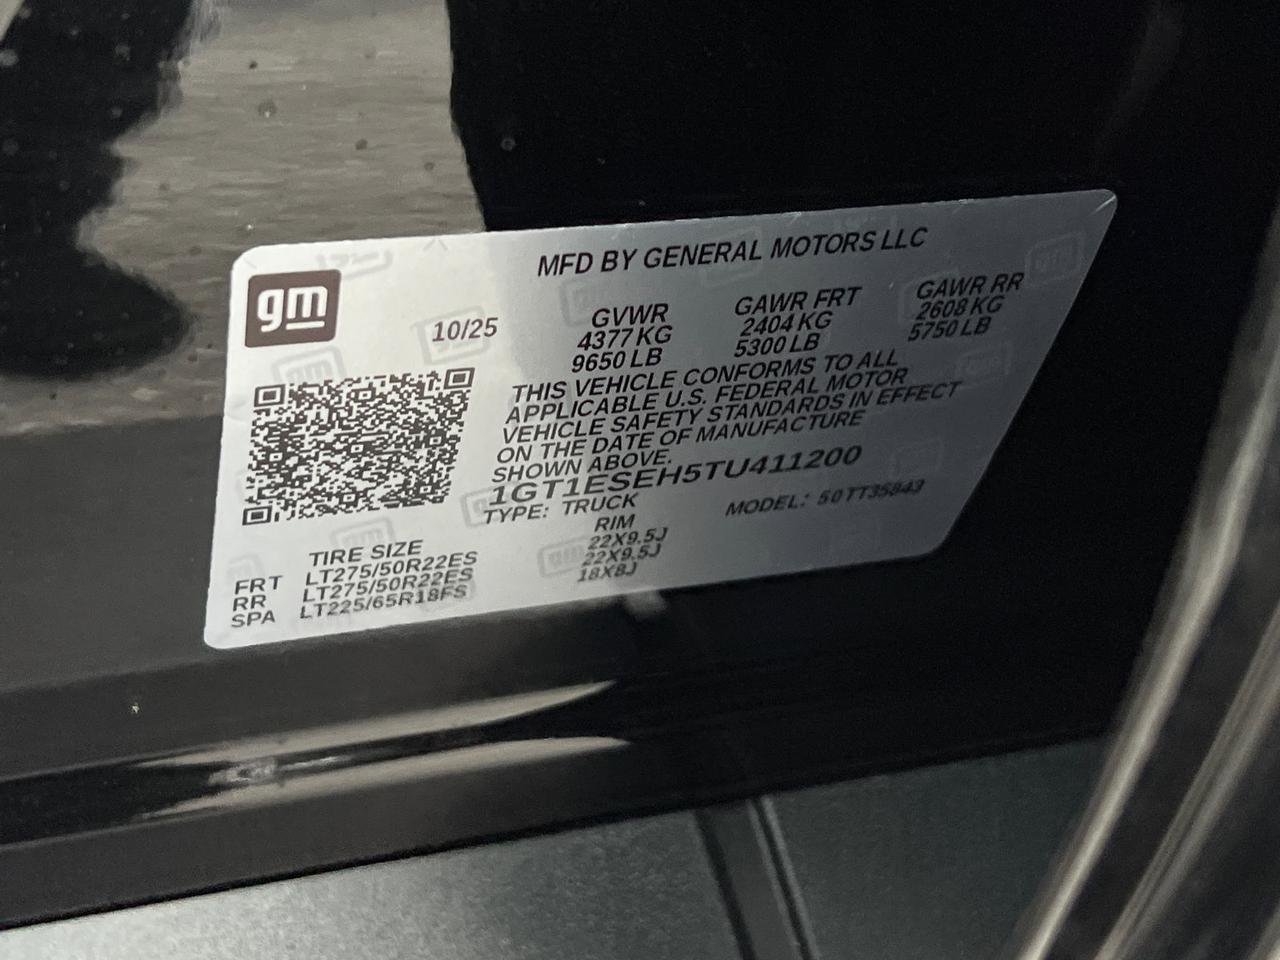 gm
MFD BY GENERAL MOTORS LLC
10/25
GVWR GAWR FRT GAWR RR
4377 KG 2404 KG 2608 KG
9650 LB 5300 LB 5750 LB
THIS VEHICLE CONFORMS TO ALL
APPLICABLE U.S. FEDERAL MOTOR
VEHICLE SAFETY STANDARDS IN EFFECT
ON THE DATE OF MANUFACTURE
SHOWN ABOVE.
1GT1ESEH5TU411200
TYPE: TRUCK MODEL: 50TT35843
TIRE SIZE RIM
FRT LT275/50R22ES 22X9.5J
RR LT275/50R22ES 22X9.5J
SPA LT225/65R18FS 18X8J